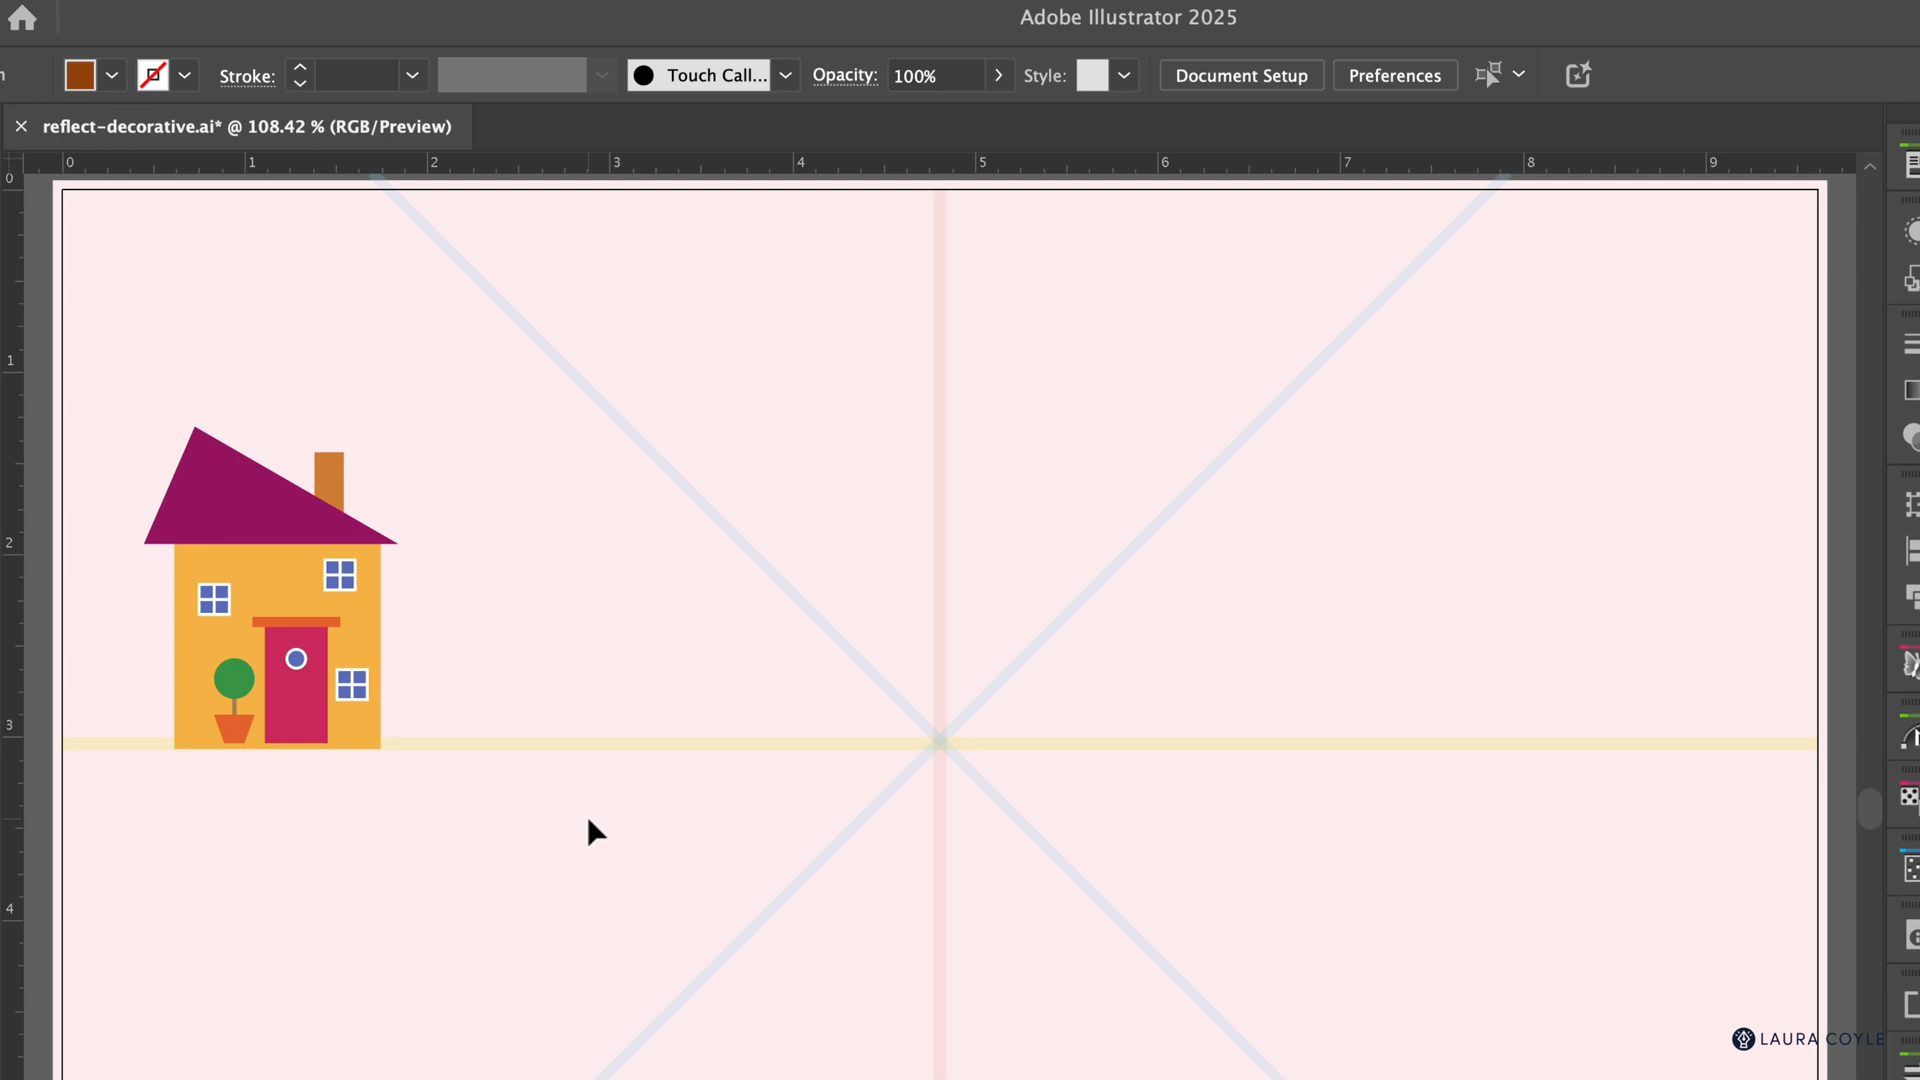 Adobe Illustrator 2025
Stroke: Touch Call... Opacity: 100% Style: Document Setup Preferences
× reflect-decorative.ai* @ 108.42 % (RGB/Preview)
0 1 2 3 4 5 6 7 8 9
0
1
2
3
4
LAURA COYLE